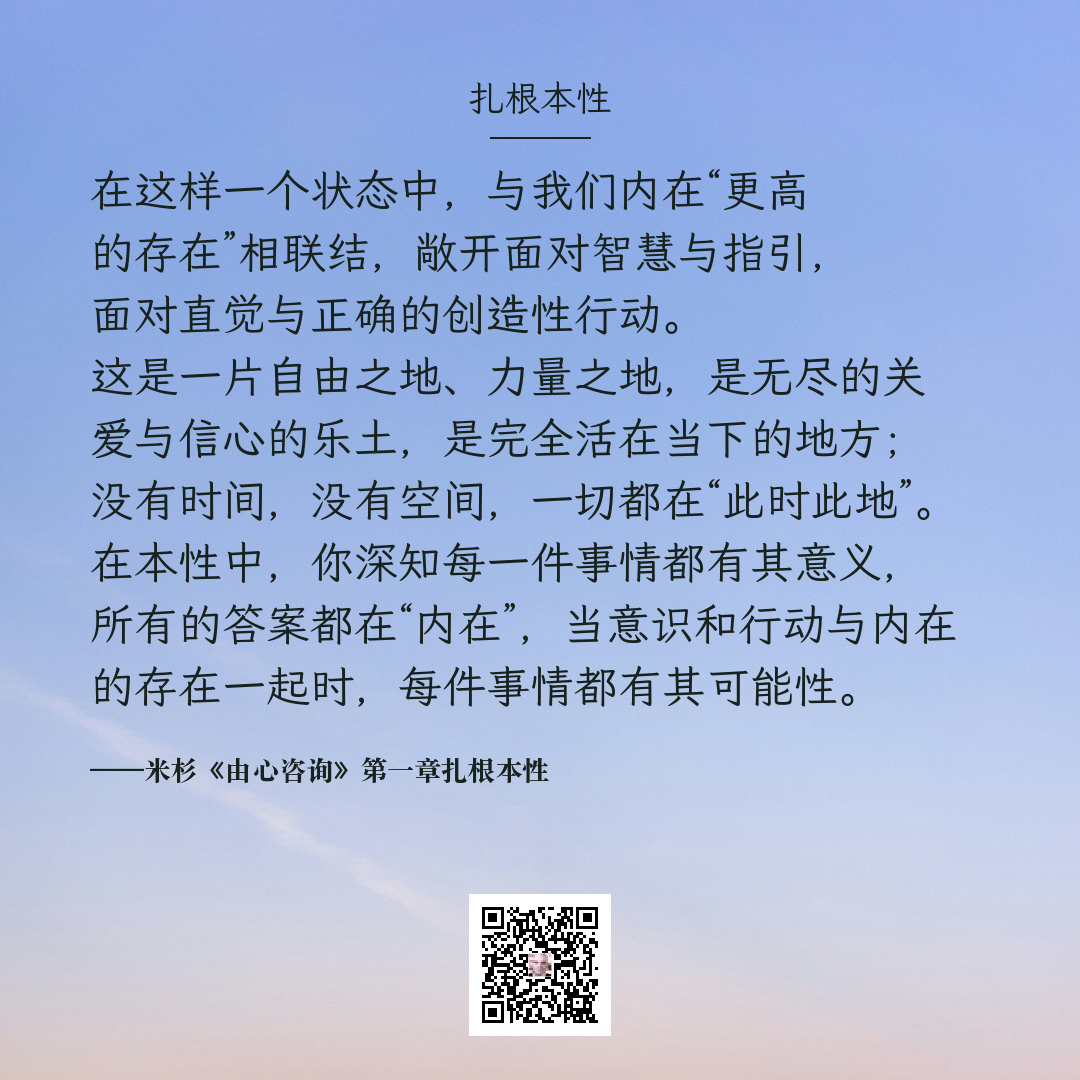 扎根本性
在这样一个状态中，与我们内在“更高
的存在”相联结，敞开面对智慧与指引，
面对直觉与正确的创造性行动。
这是一片自由之地、力量之地，是无尽的关
爱与信心的乐土，是完全活在当下的地方；
没有时间，没有空间，一切都在“此时此地”。
在本性中，你深知每一件事情都有其意义，
所有的答案都在“内在”，当意识和行动与内在
的存在一起时，每件事情都有其可能性。
——米杉《由心咨询》第一章扎根本性